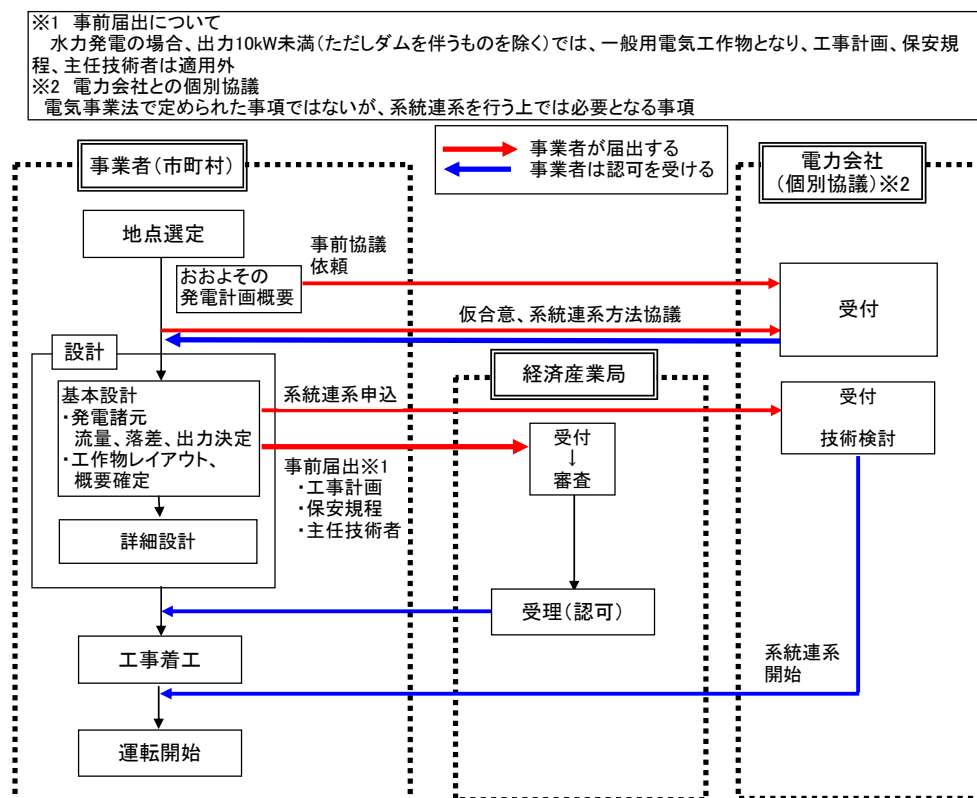 ※1 事前届出について
水力発電の場合、出力10kW未満(ただしダムを伴うものを除く)では、一般用電気工作物となり、工事計画、保安規
程、主任技術者は適用外
※2 電力会社との個別協議
電気事業法で定められた事項ではないが、系統連系を行う上では必要となる事項
事業者が届出する
事業者は認可を受ける
事業者(市町村)
電力会社
(個別協議)※2
地点選定
事前協議
依頼
おおよその
発電計画概要
受付
仮合意、系統連系方法協議
設計
経済産業局
基本設計
・発電諸元
流量、落差、出力決定
・工作物レイアウト、
概要確定
系統連系申込
受付
技術検討
受付
↓
審査
事前届出※1
・工事計画
・保安規程
・主任技術者
詳細設計
受理(認可)
工事着工
系統連系
開始
運転開始